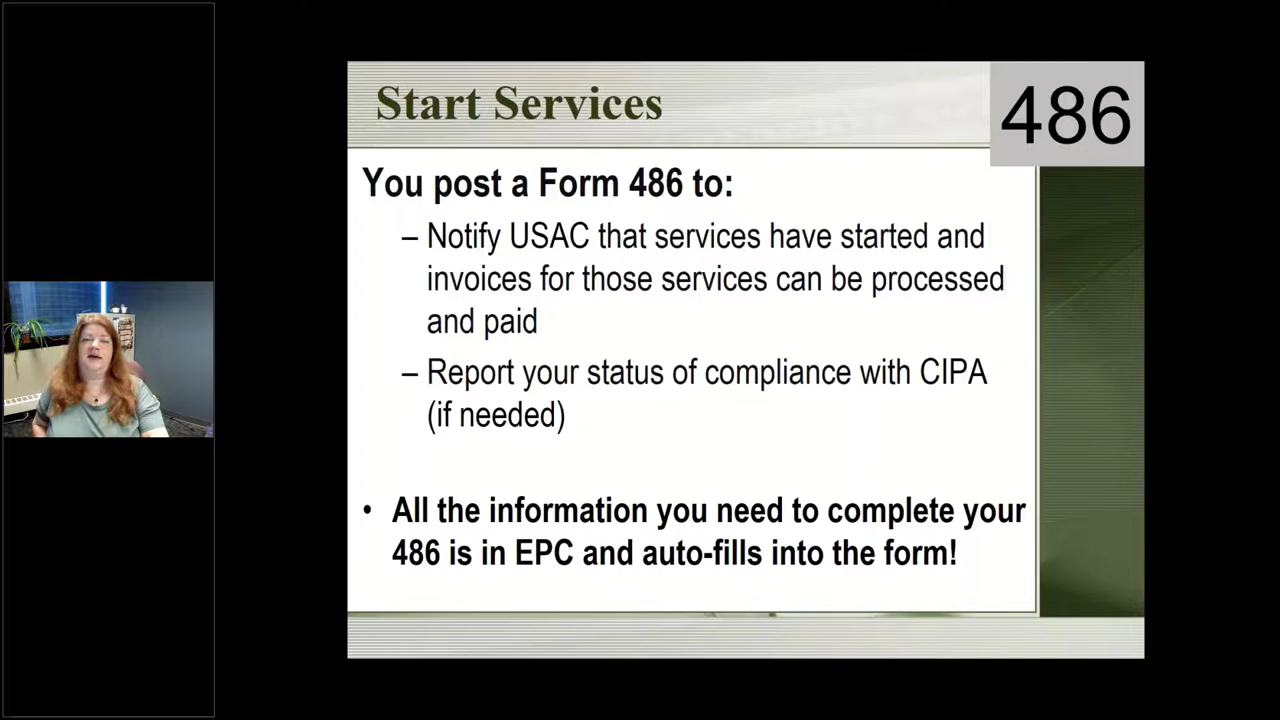 Start Services
486
You post a Form 486 to:
– Notify USAC that services have started and
invoices for those services can be processed
and paid
– Report your status of compliance with CIPA
(if needed)
• All the information you need to complete your
486 is in EPC and auto-fills into the form!